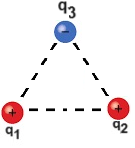 q3
−
+ +
q1 q2